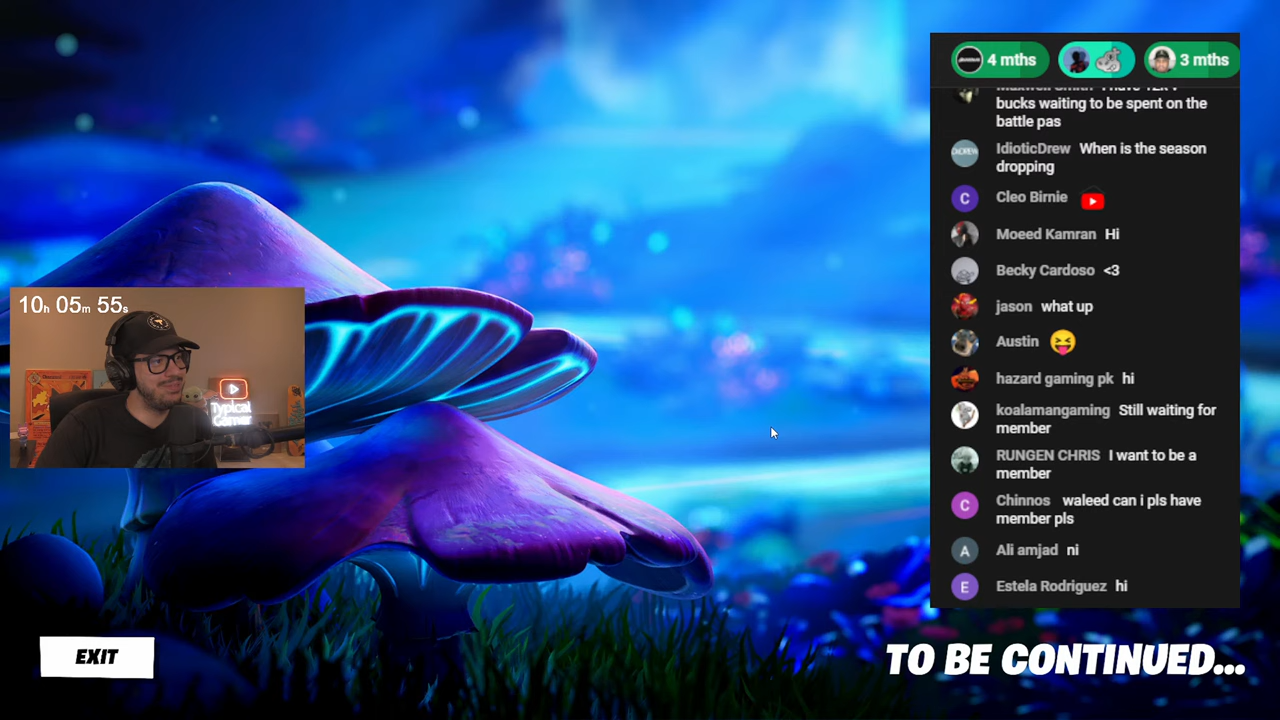 4 mths
3 mths
bucks waiting to be spent on the
battle pas
IdioticDrew When is the season
dropping
Cleo Birnie
Moeed Kamran Hi
Becky Cardoso <3
jason what up
Austin
hazard gaming pk hi
koalamangaming Still waiting for
member
RUNGEN CHRIS I want to be a
member
C Chinnos waleed can i pls have
member pls
A Ali amjad ni
E Estela Rodriguez hi
10h 05m 55s
Typical
Gamer
EXIT
TO BE CONTINUED...